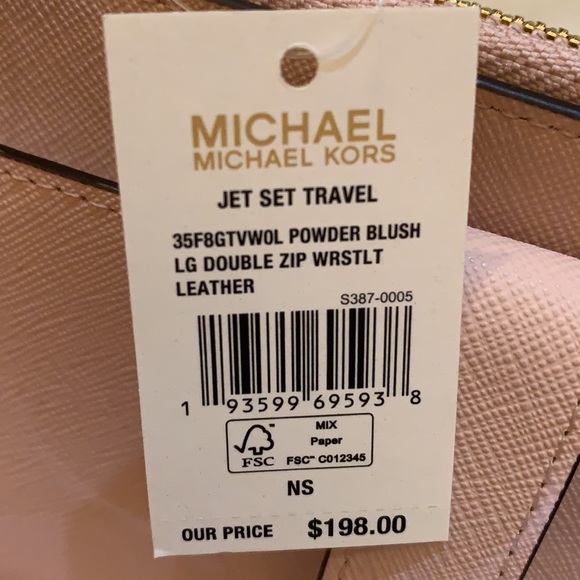 MICHAEL
MICHAEL KORS
JET SET TRAVEL
35F8GTVW0L POWDER BLUSH
LG DOUBLE ZIP WRSTLT
LEATHER
S387-0005
1 93599 69593 8
MIX
Paper
FSC™ C012345
FSC
NS
OUR PRICE $198.00